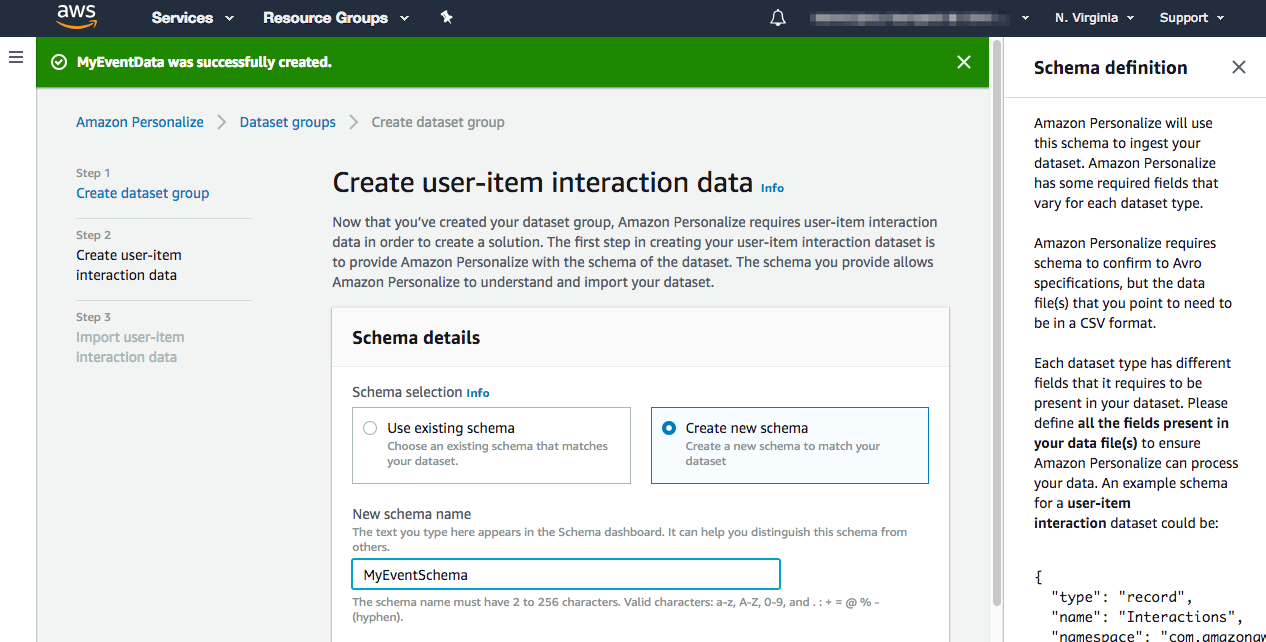 aws
Services
Resource Groups
N. Virginia
Support
MyEventData was successfully created.
Amazon Personalize
Dataset groups
Create dataset group
Step 1
Create dataset group
Step 2
Create user-item
interaction data
Step 3
Import user-item
interaction data
Create user-item interaction data Info
Now that you've created your dataset group, Amazon Personalize requires user-item interaction
data in order to create a solution. The first step in creating your user-item interaction dataset is
to provide Amazon Personalize with the schema of the dataset. The schema you provide allows
Amazon Personalize to understand and import your dataset.
Schema details
Schema selection Info
Use existing schema
Choose an existing schema that matches
your dataset.
Create new schema
Create a new schema to match your
dataset
New schema name
The text you type here appears in the Schema dashboard. It can help you distinguish this schema from
others.
MyEventSchema
The schema name must have 2 to 256 characters. Valid characters: a-z, A-Z, 0-9, and . : + = @ % -
(hyphen).
Schema definition
Amazon Personalize will use
this schema to ingest your
dataset. Amazon Personalize
has some required fields that
vary for each dataset type.
Amazon Personalize requires
schema to confirm to Avro
specifications, but the data
file(s) that you point to need to
be in a CSV format.
Each dataset type has different
fields that it requires to be
present in your dataset. Please
define all the fields present in
your data file(s) to ensure
Amazon Personalize can process
your data. An example schema
for a user-item
interaction dataset could be:
{
"type": "record",
"name": "Interactions",
"namespace": "com.amazonaw